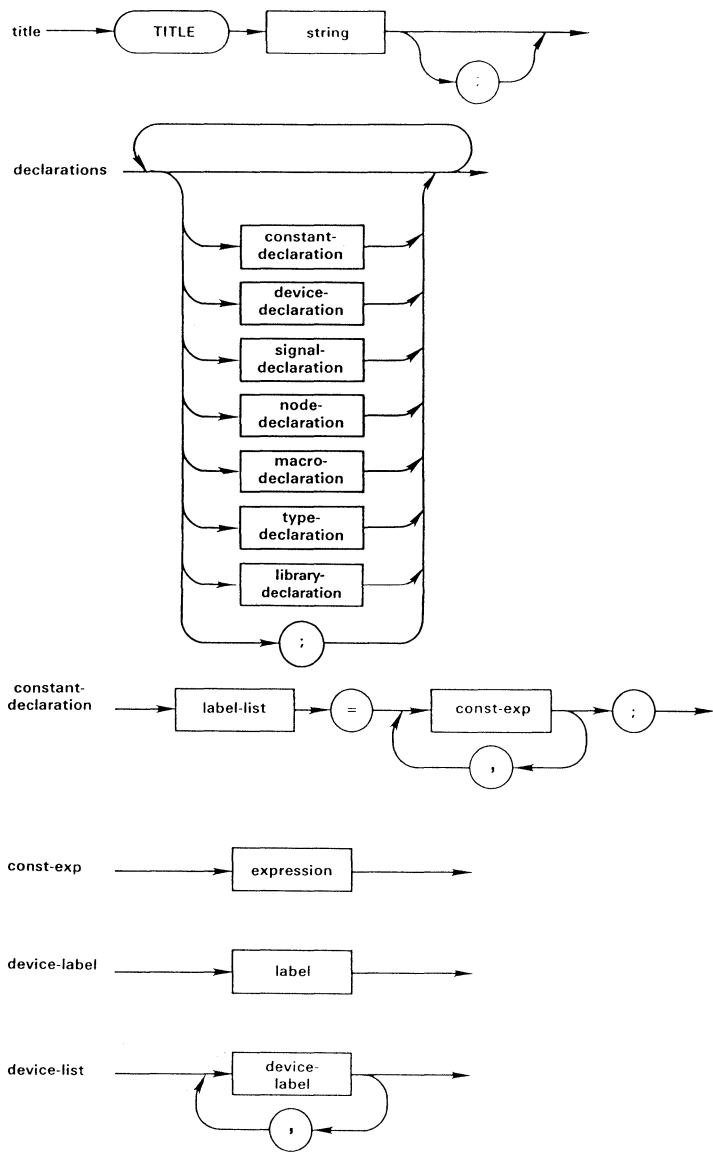 title
TITLE
string
;
declarations
constant-
declaration
device-
declaration
signal-
declaration
node-
declaration
macro-
declaration
type-
declaration
library-
declaration
;
constant-
declaration
label-list
=
const-exp
;
,
const-exp
expression
device-label
label
device-list
device-
label
,